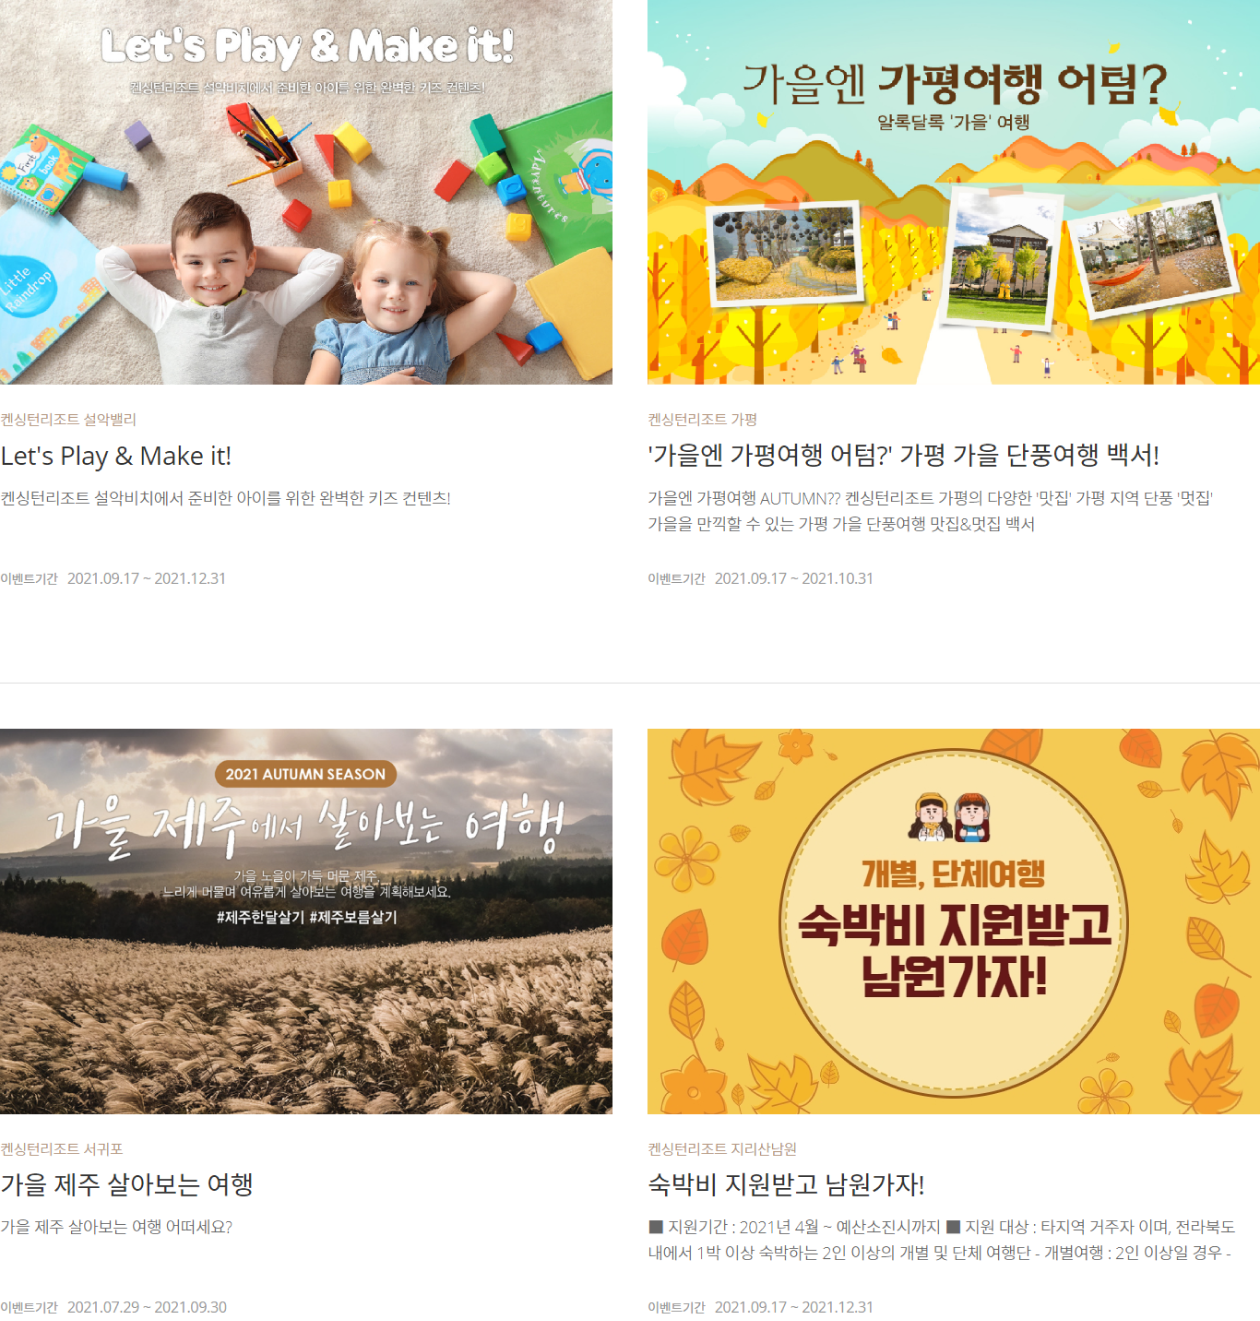 Let's Play & Make it!
켄싱턴리조트 설악비치에서 준비한 아이를 위한 완벽한 키즈 컨텐츠!
First book
Little Raindrop
Adventures
켄싱턴리조트 설악밸리
Let's Play & Make it!
켄싱턴리조트 설악비치에서 준비한 아이를 위한 완벽한 키즈 컨텐츠!
이벤트기간 2021.09.17 ~ 2021.12.31
가을엔 가평여행 어텀?
알록달록 '가을' 여행
켄싱턴리조트 가평
'가을엔 가평여행 어텀?' 가평 가을 단풍여행 백서!
가을엔 가평여행 AUTUMN?? 켄싱턴리조트 가평의 다양한 '맛집' 가평 지역 단풍 '멋집'
가을을 만끽할 수 있는 가평 가을 단풍여행 맛집&멋집 백서
이벤트기간 2021.09.17 ~ 2021.10.31
2021 AUTUMN SEASON
가을 제주에서 살아보는 여행
가을 노을이 가득 머문 제주,
느리게 머물며 여유롭게 살아보는 여행을 계획해보세요.
#제주한달살기 #제주보름살기
켄싱턴리조트 서귀포
가을 제주 살아보는 여행
가을 제주 살아보는 여행 어떠세요?
이벤트기간 2021.07.29 ~ 2021.09.30
개별, 단체여행
숙박비 지원받고
남원가자!
켄싱턴리조트 지리산남원
숙박비 지원받고 남원가자!
■ 지원기간 : 2021년 4월 ~ 예산소진시까지 ■ 지원 대상 : 타지역 거주자 이며, 전라북도
내에서 1박 이상 숙박하는 2인 이상의 개별 및 단체 여행단 - 개별여행 : 2인 이상일 경우 -
이벤트기간 2021.09.17 ~ 2021.12.31